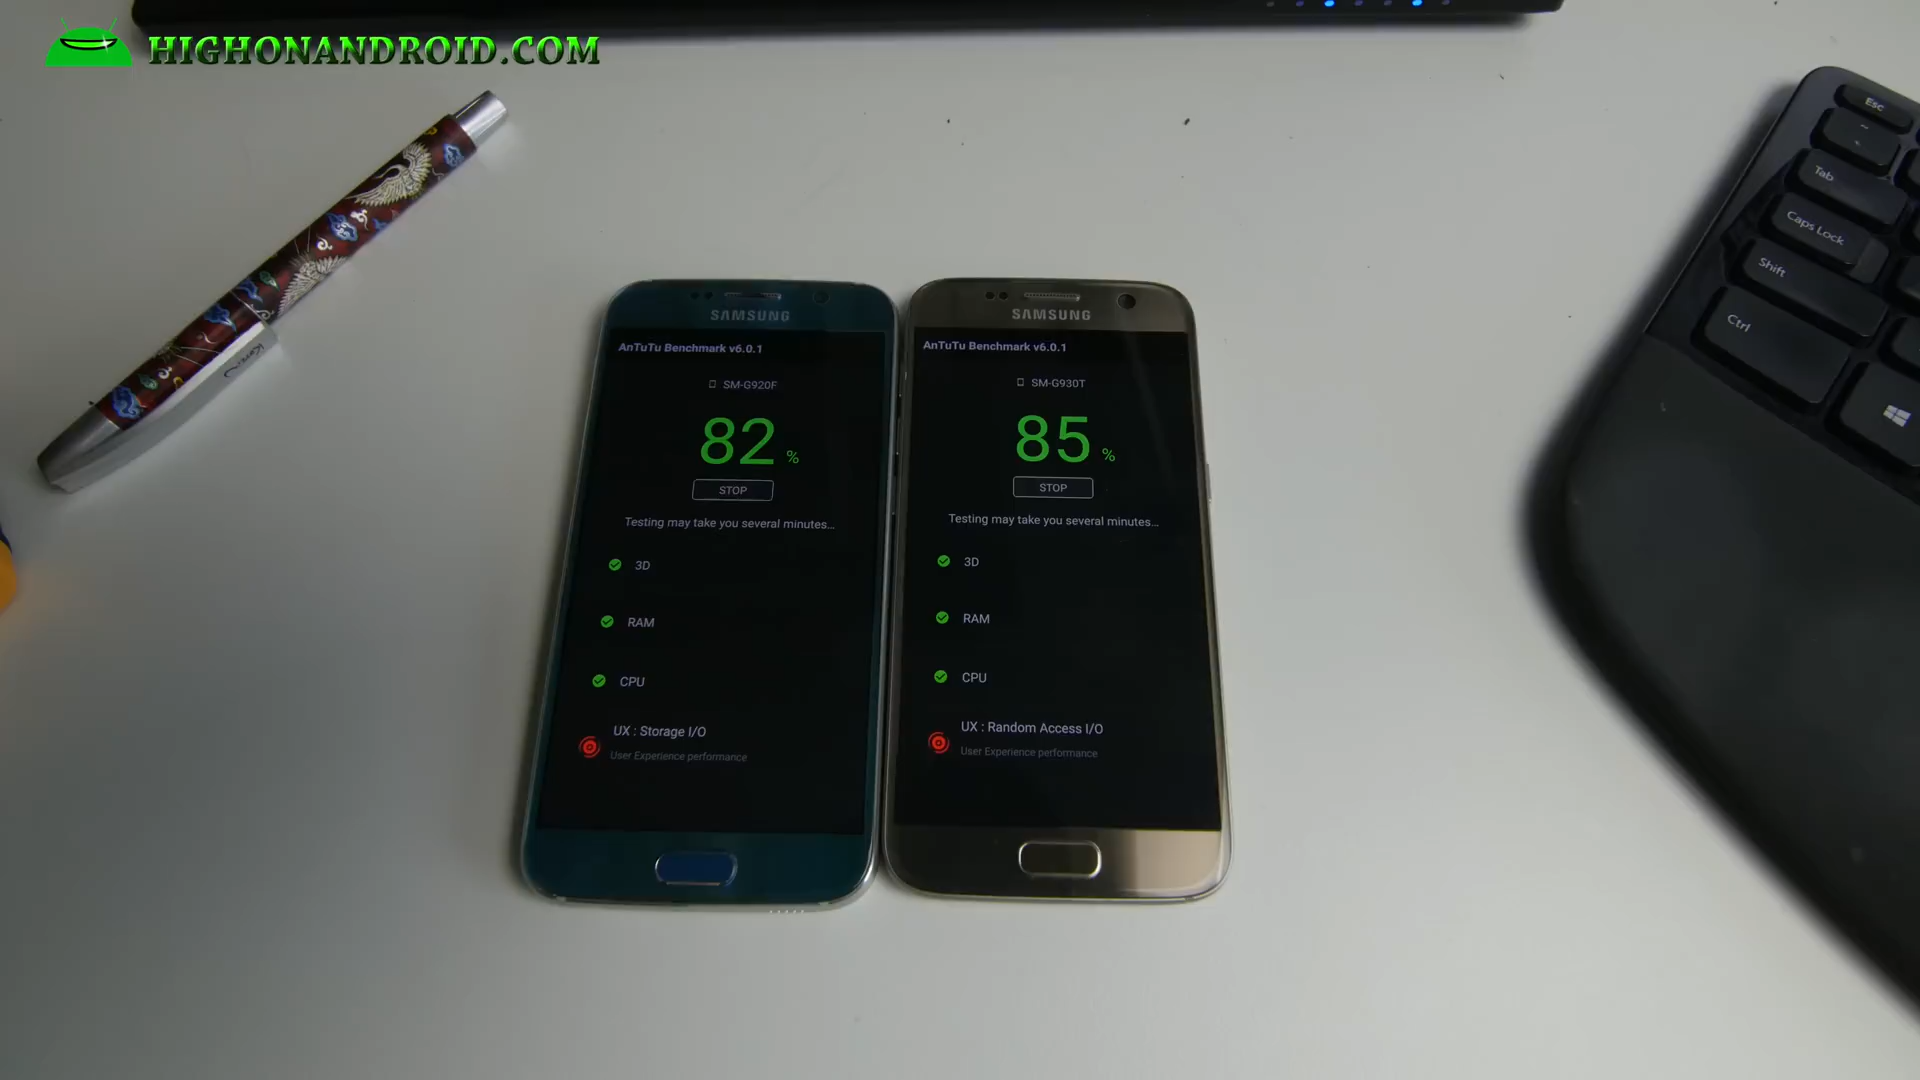 HIGHONANDROID.COM
SAMSUNG
AnTuTu Benchmark v6.0.1
SM-G920F
82 %
STOP
Testing may take you several minutes...
3D
RAM
CPU
UX : Storage I/O
User Experience performance
SAMSUNG
AnTuTu Benchmark v6.0.1
SM-G930T
85 %
STOP
Testing may take you several minutes...
3D
RAM
CPU
UX : Random Access I/O
User Experience performance
Esc
~
Tab
Caps Lock
Shift
Ctrl